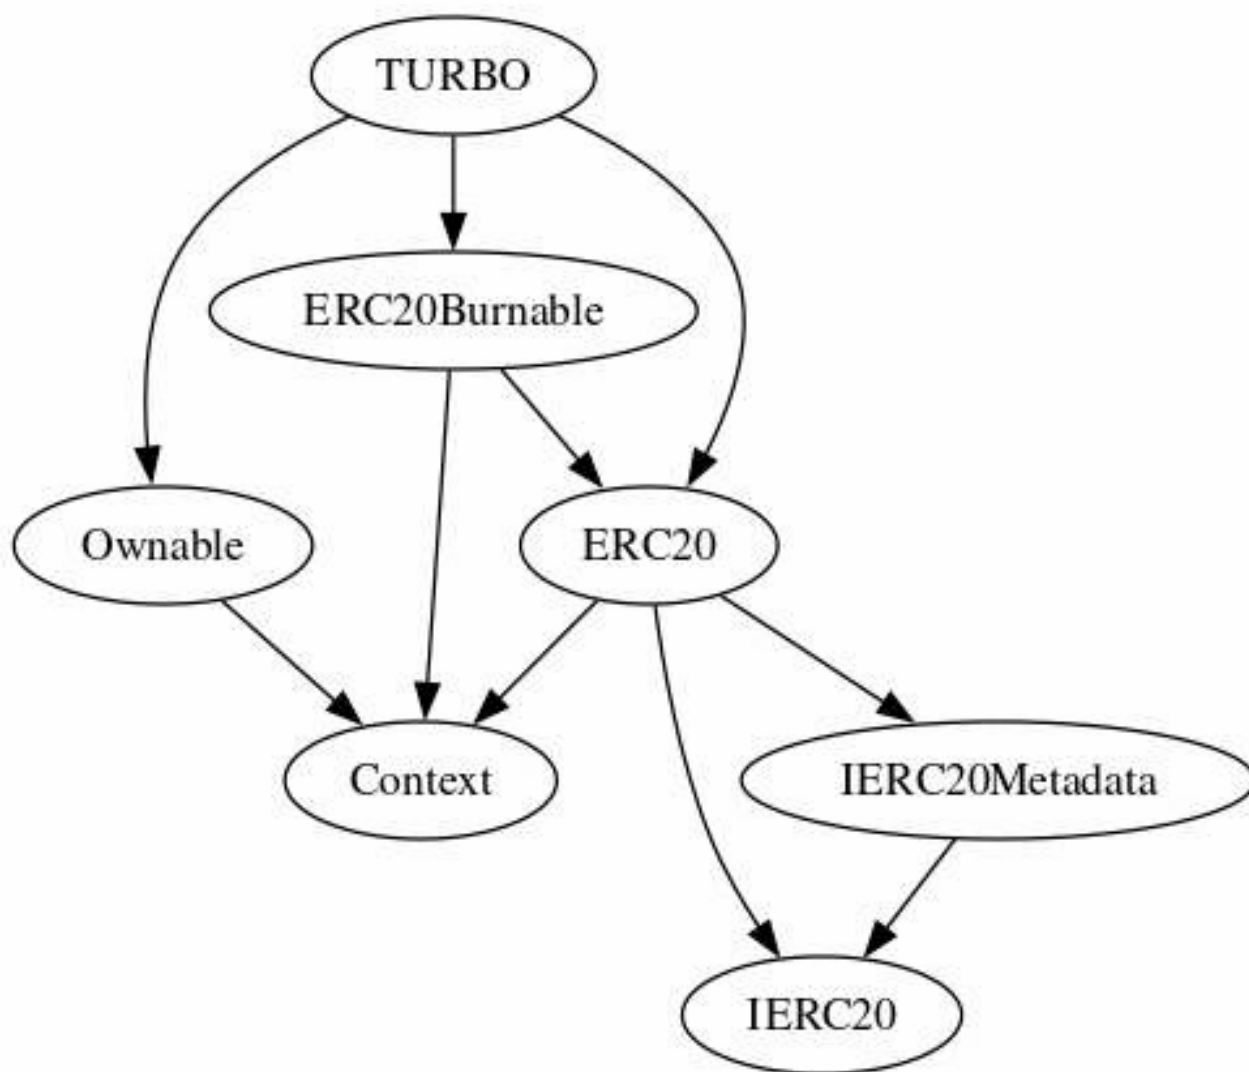 TURBO
ERC20Burnable
Ownable
ERC20
Context
IERC20Metadata
IERC20